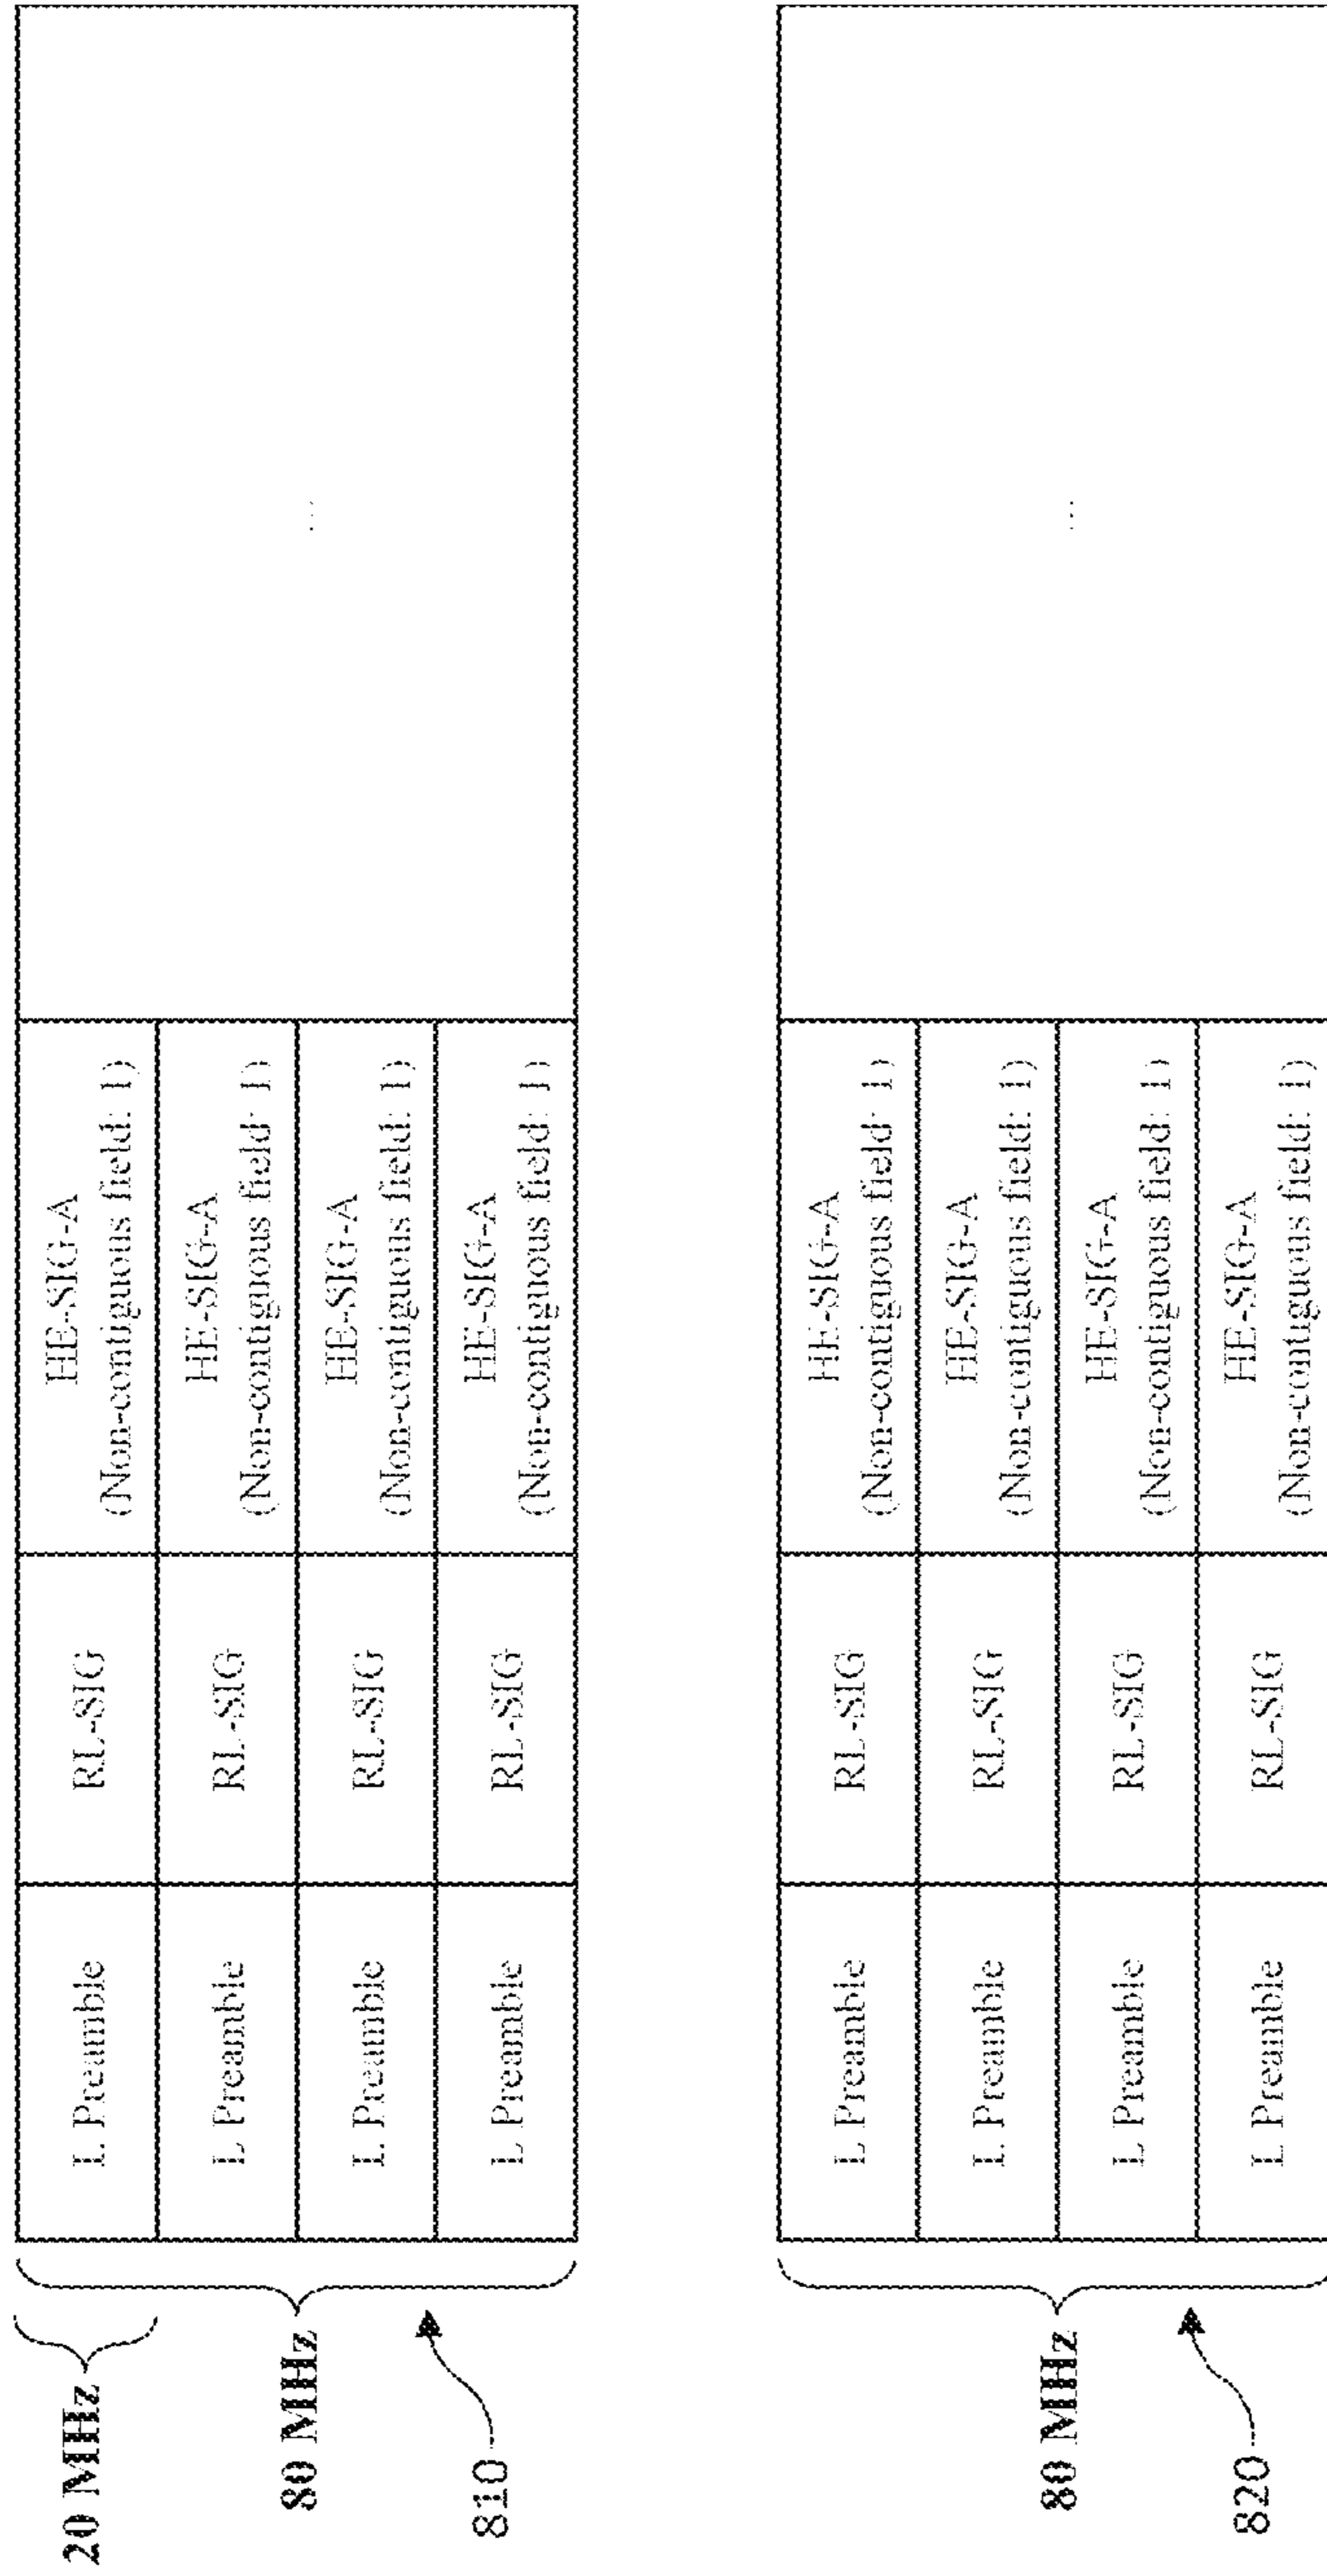 20 MHz
L Preamble
RL-SIG
HE-SIG-A
(Non-contiguous field: 1)
80 MHz
L Preamble
RL-SIG
HE-SIG-A
(Non-contiguous field: 1)
...
L Preamble
RL-SIG
HE-SIG-A
(Non-contiguous field: 1)
810
L Preamble
RL-SIG
HE-SIG-A
(Non-contiguous field: 1)
L Preamble
RL-SIG
HE-SIG-A
(Non-contiguous field: 1)
80 MHz
L Preamble
RL-SIG
HE-SIG-A
(Non-contiguous field: 1)
...
L Preamble
RL-SIG
HE-SIG-A
(Non-contiguous field: 1)
820
L Preamble
RL-SIG
HE-SIG-A
(Non-contiguous field: 1)